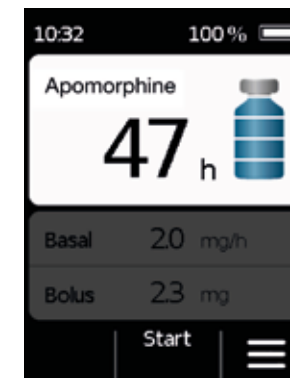 10:32 100 %
Apomorphine
47 h
Basal 2.0 mg/h
Bolus 2.3 mg
Start